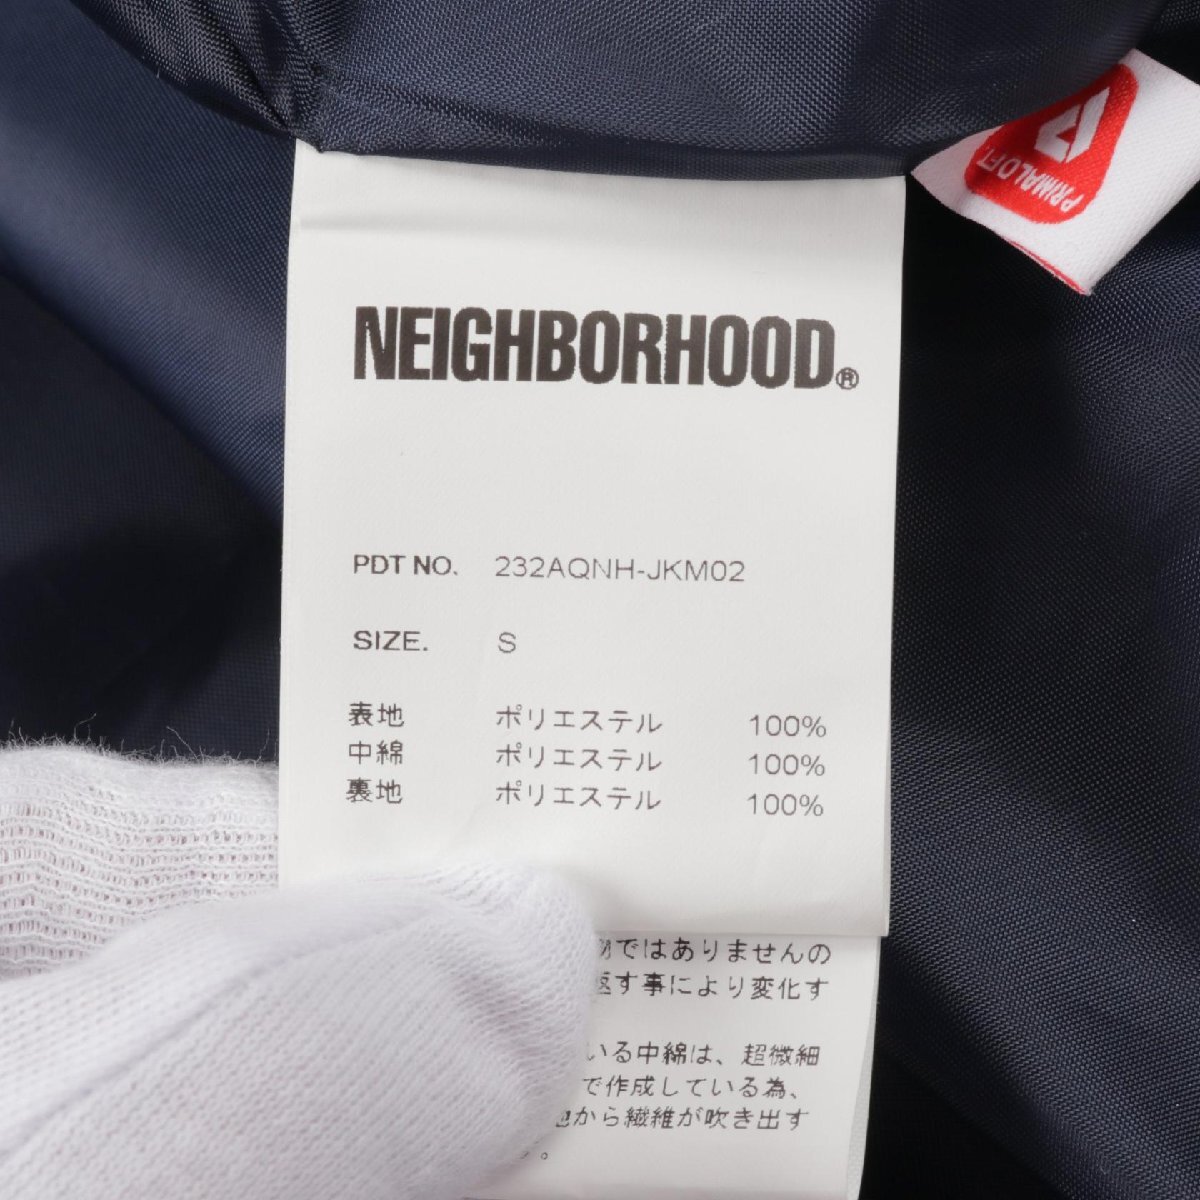 PRIMALOFT.
NEIGHBORHOOD®
PDT NO. 232AQNH-JKM02
SIZE. S
表地 ポリエステル 100%
中綿 ポリエステル 100%
裏地 ポリエステル 100%
ではありませんの
返す事により変化す
いる中綿は、超微細
で作成している為、
から繊維が吹き出す
。